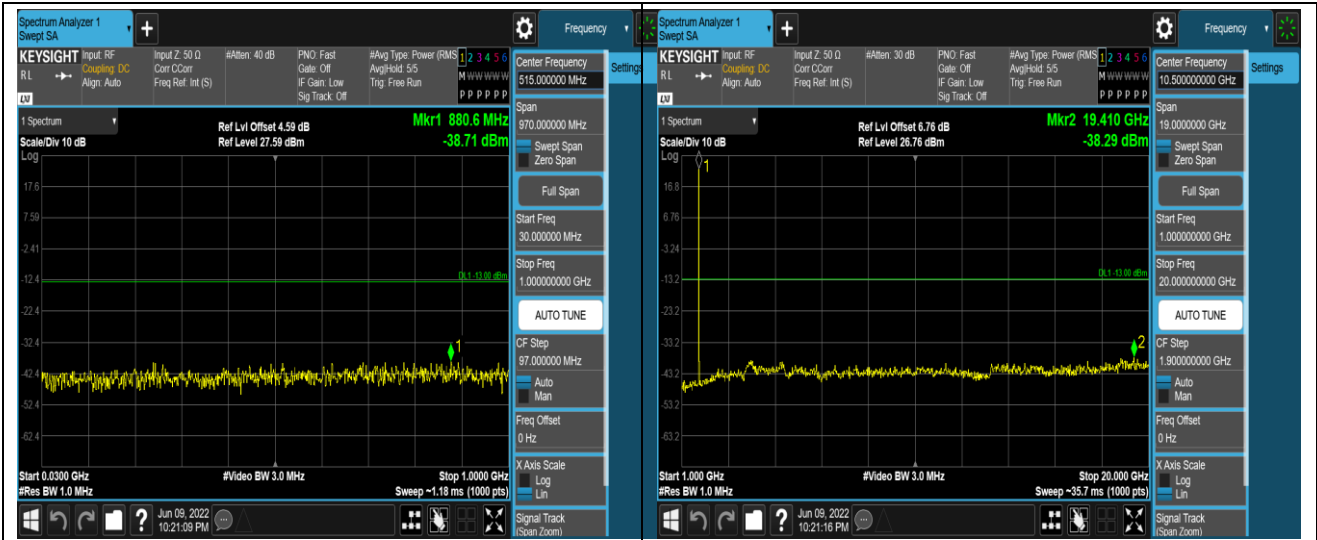 Spectrum Analyzer 1
Swept SA
+
Frequency
KEYSIGHT
RL
LXI
Input: RF
Coupling: DC
Align: Auto
Input Z: 50 Ω
Corr CCorr
Freq Ref: Int (S)
#Atten: 40 dB
PNO: Fast
Gate: Off
IF Gain: Low
Sig Track: Off
#Avg Type: Power (RMS
Avg|Hold: 5/5
Trig: Free Run
1 2 3 4 5 6
M W W W W W
P P P P P P
Center Frequency
515.000000 MHz
Settings
Span
970.000000 MHz
Swept Span
Zero Span
Full Span
Start Freq
30.000000 MHz
Stop Freq
1.000000000 GHz
AUTO TUNE
CF Step
97.000000 MHz
Auto
Man
Freq Offset
0 Hz
X Axis Scale
Log
Lin
Signal Track
(Span Zoom)
1 Spectrum
Scale/Div 10 dB
Log
Ref Lvl Offset 4.59 dB
Ref Level 27.59 dBm
Mkr1 880.6 MHz
-38.71 dBm
17.6
7.59
-2.41
-12.4
DL1 -13.00 dBm
-22.4
-32.4
1
-42.4
-52.4
-62.4
Start 0.0300 GHz
#Res BW 1.0 MHz
#Video BW 3.0 MHz
Stop 1.0000 GHz
Sweep ~1.18 ms (1000 pts)
?
Jun 09, 2022
10:21:09 PM
Spectrum Analyzer 1
Swept SA
+
Frequency
KEYSIGHT
RL
LXI
Input: RF
Coupling: DC
Align: Auto
Input Z: 50 Ω
Corr CCorr
Freq Ref: Int (S)
#Atten: 30 dB
PNO: Fast
Gate: Off
IF Gain: Low
Sig Track: Off
#Avg Type: Power (RMS
Avg|Hold: 5/5
Trig: Free Run
1 2 3 4 5 6
M W W W W W
P P P P P P
Center Frequency
10.500000000 GHz
Settings
Span
19.0000000 GHz
Swept Span
Zero Span
Full Span
Start Freq
1.000000000 GHz
Stop Freq
20.000000000 GHz
AUTO TUNE
CF Step
1.900000000 GHz
Auto
Man
Freq Offset
0 Hz
X Axis Scale
Log
Lin
Signal Track
(Span Zoom)
1 Spectrum
Scale/Div 10 dB
Log
Ref Lvl Offset 6.76 dB
Ref Level 26.76 dBm
Mkr2 19.410 GHz
-38.29 dBm
1
16.8
6.76
-3.24
-13.2
DL1 -13.00 dBm
-23.2
-33.2
2
-43.2
-53.2
-63.2
Start 1.000 GHz
#Res BW 1.0 MHz
#Video BW 3.0 MHz
Stop 20.000 GHz
Sweep ~35.7 ms (1000 pts)
?
Jun 09, 2022
10:21:16 PM